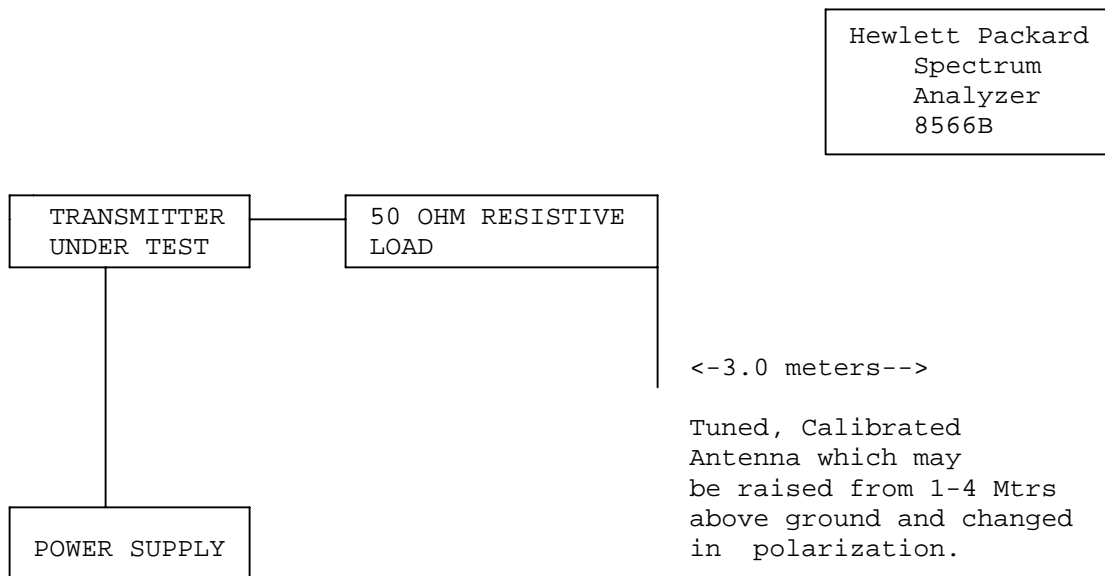 Hewlett Packard
Spectrum
Analyzer
8566B
TRANSMITTER
UNDER TEST
50 OHM RESISTIVE
LOAD
<-3.0 meters-->
Tuned, Calibrated
Antenna which may
be raised from 1-4 Mtrs
above ground and changed
in polarization.
POWER SUPPLY